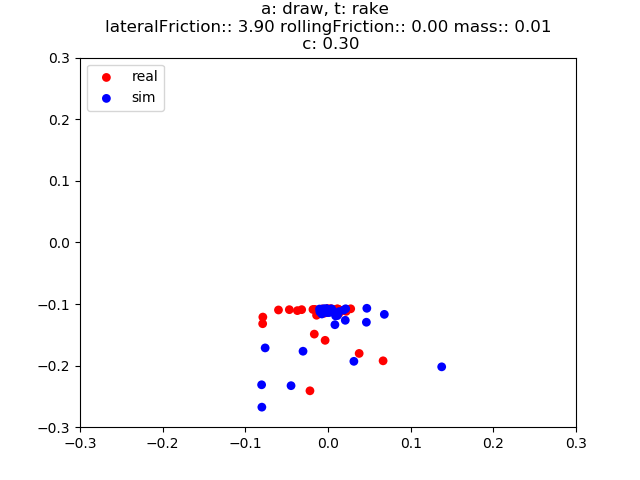 a: draw, t: rake
lateralFriction:: 3.90 rollingFriction:: 0.00 mass:: 0.01
c: 0.30
real
sim
0.3
0.2
0.1
0.0
−0.1
−0.2
−0.3
−0.3
−0.2
−0.1
0.0
0.1
0.2
0.3